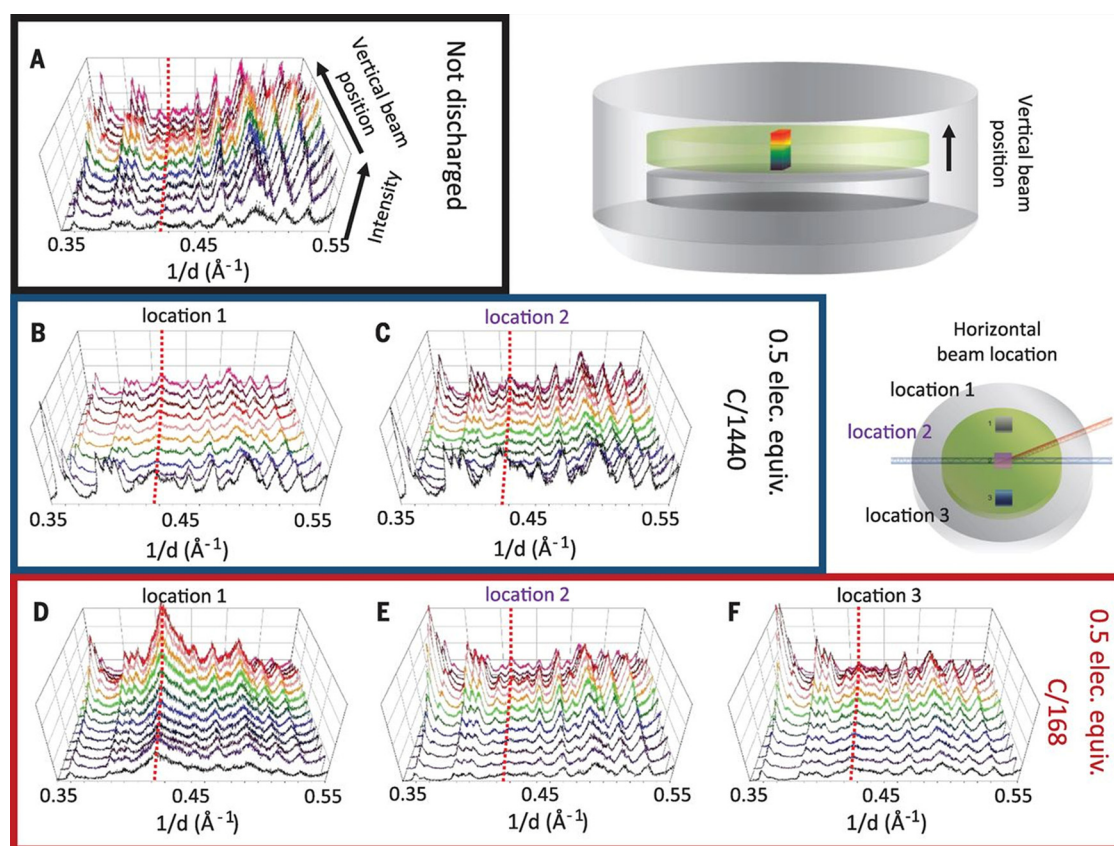 A
Not discharged
Vertical beam
position
Intensity
0.35
0.45
0.55
1/d (Å⁻¹)
Vertical beam
position
B
location 1
0.35
0.45
0.55
1/d (Å⁻¹)
C
location 2
0.35
0.45
0.55
1/d (Å⁻¹)
0.5 elec. equiv.
C/1440
Horizontal
beam location
location 1
location 2
location 3
1
2
3
D
location 1
0.35
0.45
0.55
1/d (Å⁻¹)
E
location 2
0.35
0.45
0.55
1/d (Å⁻¹)
F
location 3
0.35
0.45
0.55
1/d (Å⁻¹)
0.5 elec. equiv.
C/168